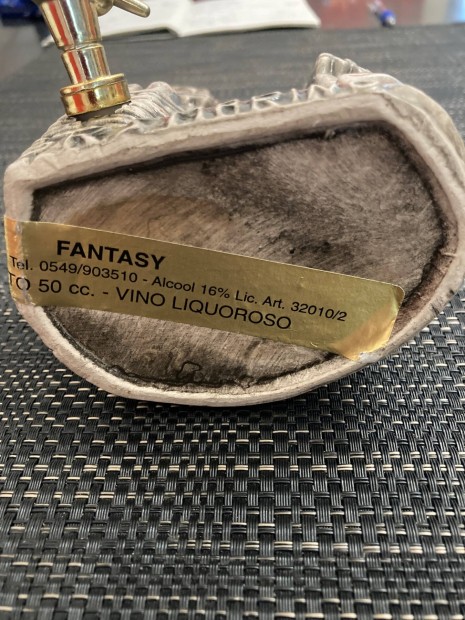 FANTASY
Tel. 0549/903510 - Alcool 16% Lic. Art. 32010/2
TO 50 cc. - VINO LIQUOROSO